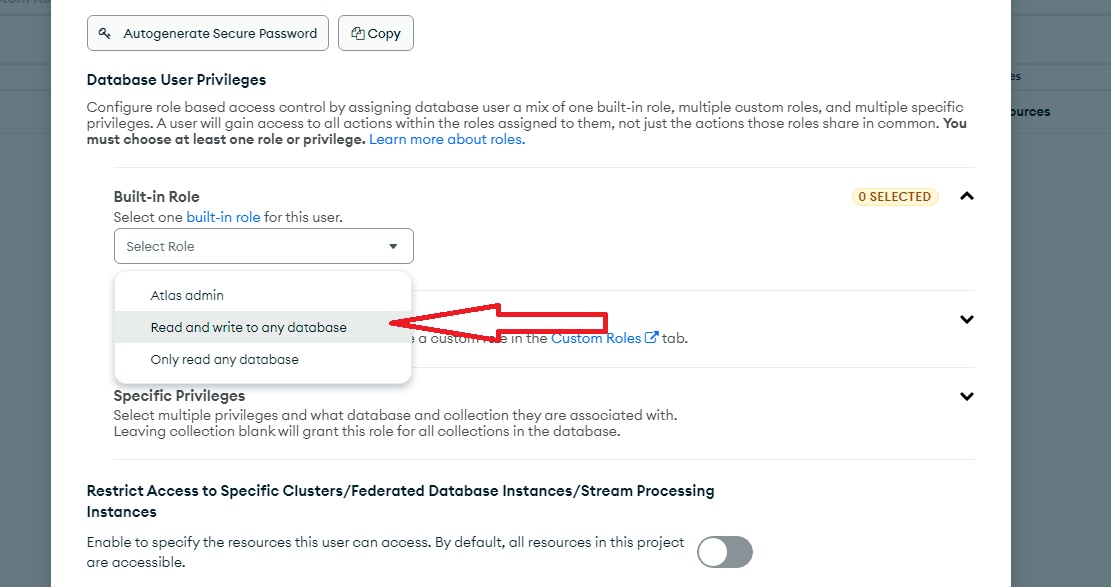 Autogenerate Secure Password Copy
Database User Privileges
Configure role based access control by assigning database user a mix of one built-in role, multiple custom roles, and multiple specific
privileges. A user will gain access to all actions within the roles assigned to them, not just the actions those roles share in common. You
must choose at least one role or privilege. Learn more about roles.
Built-in Role
0 SELECTED
Select one built-in role for this user.
Select Role
Atlas admin
Read and write to any database
Only read any database
a custom role in the Custom Roles tab.
Specific Privileges
Select multiple privileges and what database and collection they are associated with.
Leaving collection blank will grant this role for all collections in the database.
Restrict Access to Specific Clusters/Federated Database Instances/Stream Processing
Instances
Enable to specify the resources this user can access. By default, all resources in this project
are accessible.